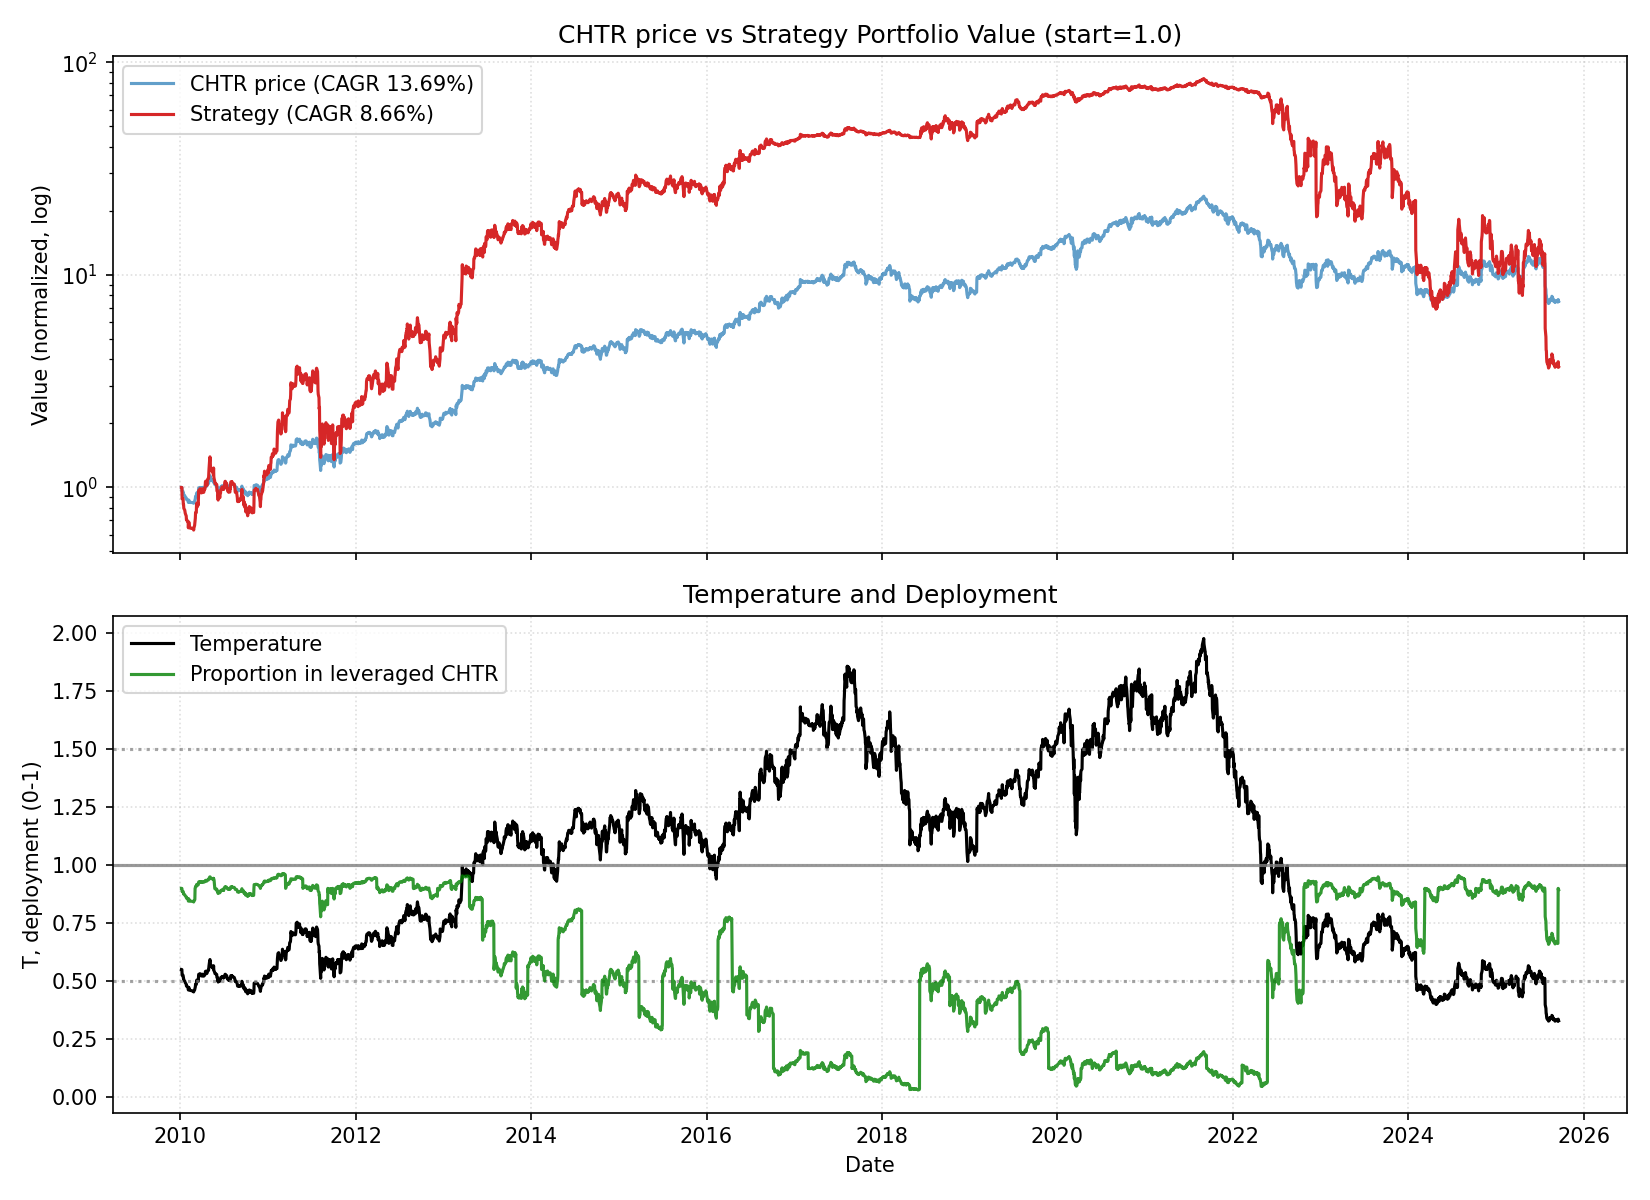 CHTR price vs Strategy Portfolio Value (start=1.0)
10²
10¹
10⁰
Value (normalized, log)
CHTR price (CAGR 13.69%)
Strategy (CAGR 8.66%)
Temperature and Deployment
2.00
1.75
1.50
1.25
1.00
0.75
0.50
0.25
0.00
T, deployment (0-1)
Temperature
Proportion in leveraged CHTR
2010 2012 2014 2016 2018 2020 2022 2024 2026
Date